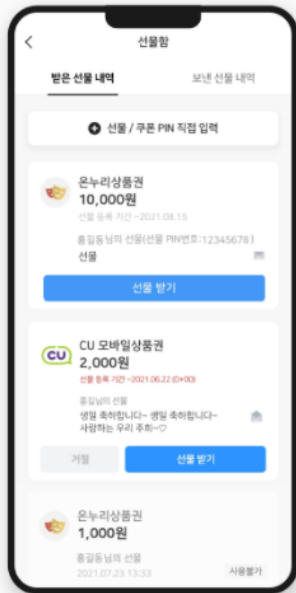 선물함
받은 선물 내역
보낸 선물 내역
선물 / 쿠폰 PIN 직접 입력
온누리상품권
10,000원
선물 등록 기간 ~2021.08.15
홍길동님의 선물(선물 PIN번호:12345678)
선물
선물 받기
CU
CU 모바일상품권
2,000원
선물 등록 기간 ~2021.06.22 (D+00)
홍길님의 선물
생일 축하합니다~ 생일 축하합니다~
사랑하는 우리 주희~♡
거절
선물 받기
온누리상품권
1,000원
홍길동님의 선물
2021.07.23 13:33
사용불가